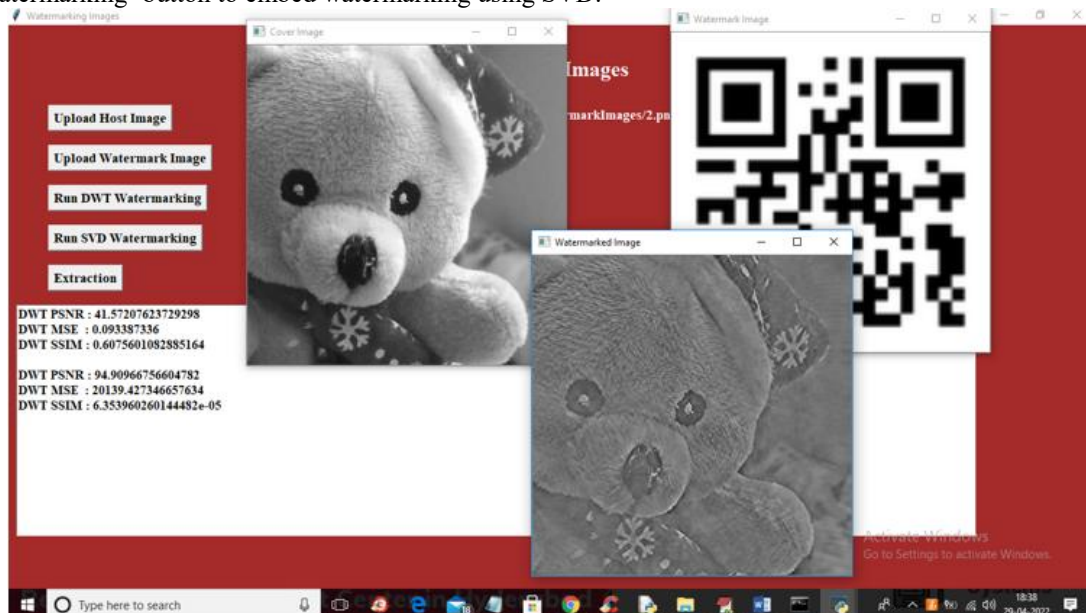 atermarking' button to embed watermarking using SVD.
Watermarking Images
Cover Image
Watermark Image
Images
markImages/2.pn
Upload Host Image
Upload Watermark Image
Run DWT Watermarking
Run SVD Watermarking
Extraction
Watermarked Image
DWT PSNR : 41.57207623729298
DWT MSE : 0.093387336
DWT SSIM : 0.6075601082885164
DWT PSNR : 94.90966756604782
DWT MSE : 20139.427346657634
DWT SSIM : 6.353960260144482e-05
Activate Windows
Go to Settings to activate Windows.
Type here to search
18:38
29-04-2022